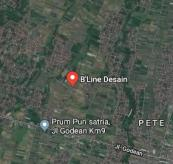 B'Line Desain
Prum Puri satria,
Jl Godean Km9
PETE
Jl-Godean